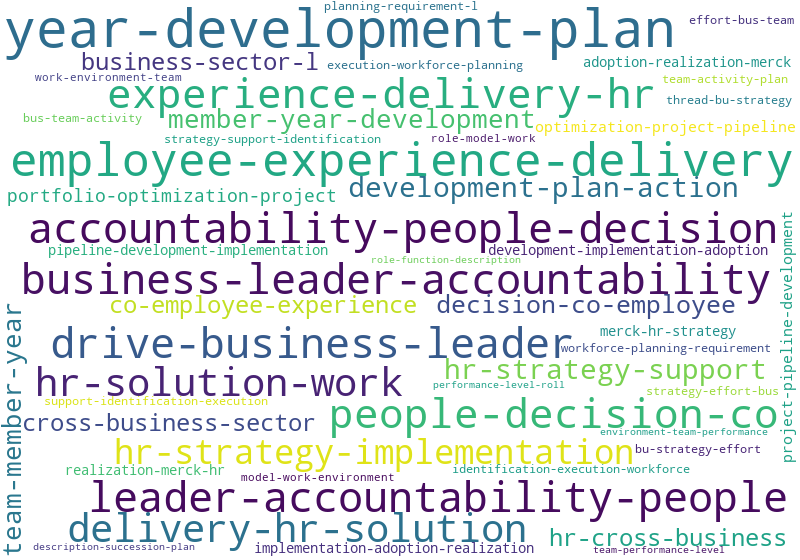 planning-requirement-l
year-development-plan
effort-bus-team
business-sector-l
execution-workforce-planning
adoption-realization-merck
work-environment-team
experience-delivery-hr
team-activity-plan
thread-bu-strategy
bus-team-activity
member-year-development
optimization-project-pipeline
strategy-support-identification
role-model-work
employee-experience-delivery
portfolio-optimization-project
development-plan-action
accountability-people-decision
project-pipeline-development
pipeline-development-implementation
development-implementation-adoption
role-function-description
business-leader-accountability
co-employee-experience
decision-co-employee
team-member-year
drive-business-leader
merck-hr-strategy
workforce-planning-requirement
hr-solution-work
hr-strategy-support
performance-level-roll
strategy-effort-bus
support-identification-execution
people-decision-co
cross-business-sector
environment-team-performance
hr-strategy-implementation
bu-strategy-effort
realization-merck-hr
identification-execution-workforce
model-work-environment
leader-accountability-people
delivery-hr-solution
hr-cross-business
description-succession-plan
implementation-adoption-realization
team-performance-level